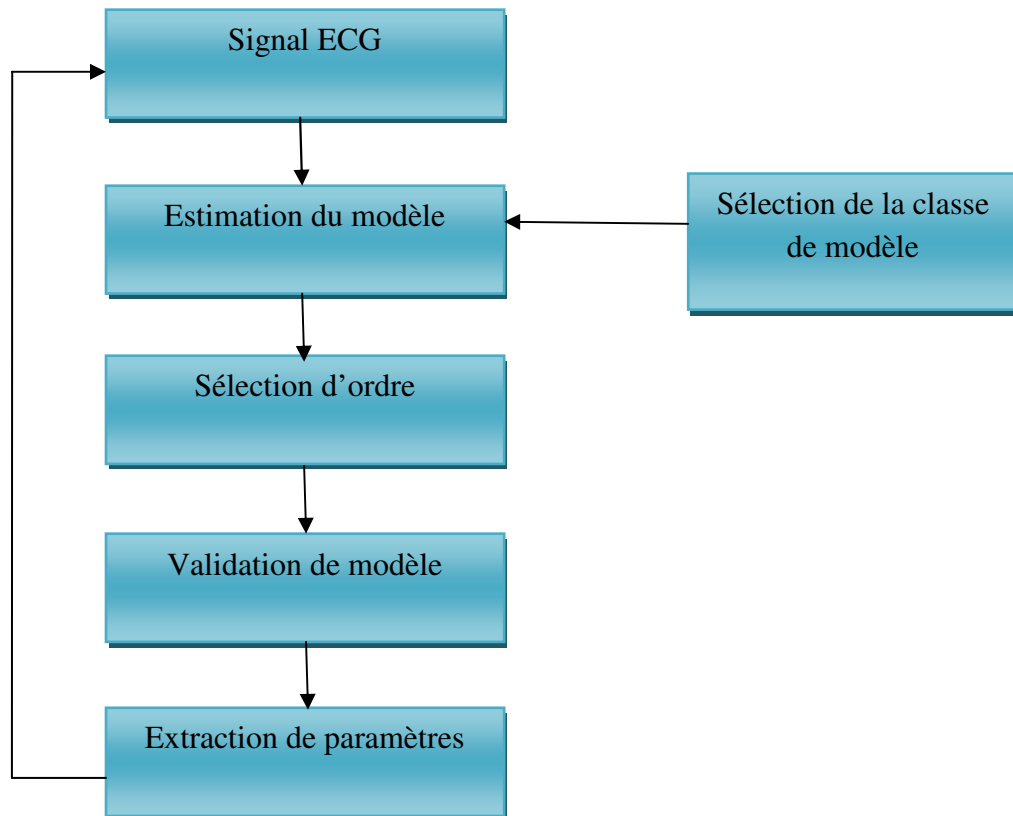 Signal ECG
Estimation du modèle
Sélection de la classe
de modèle
Sélection d’ordre
Validation de modèle
Extraction de paramètres